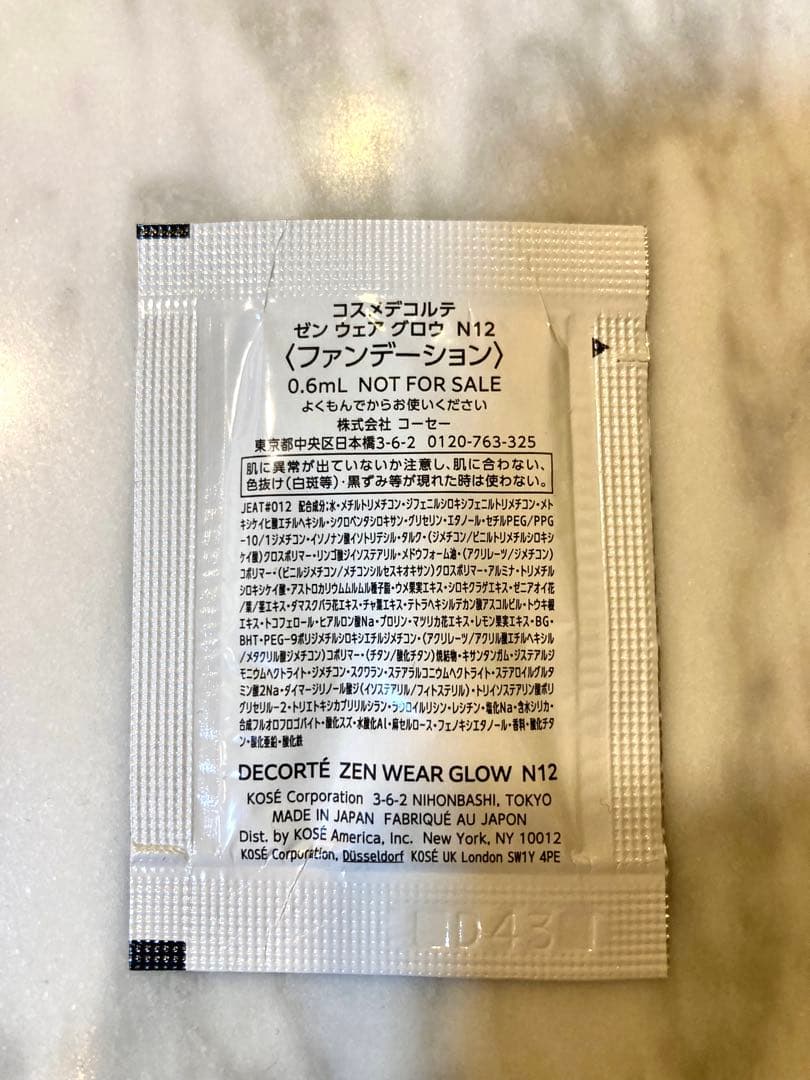 コスメデコルテ
ゼン ウェア グロウ N12
〈ファンデーション〉
0.6mL NOT FOR SALE
よくもんでからお使いください
株式会社 コーセー
東京都中央区日本橋3-6-2 0120-763-325
肌に異常が出ていないか注意し、肌に合わない、
色抜け(白斑等)・黒ずみ等が現れた時は使わない。
JEAT#012 配合成分:水・メチルトリメチコン・ジフェニルシロキシフェニルトリメチコン・メト
キシケイヒ酸エチルヘキシル・シクロペンタシロキサン・グリセリン・エタノール・セチルPEG/PPG
-10/1ジメチコン・イソノナン酸イソトリデシル・タルク・(ジメチコン/ビニルトリメチルシロキシ
ケイ酸)クロスポリマー・リンゴ酸ジイソステアリル・メドウフォーム油・(アクリレーツ/ジメチコン)
コポリマー・(ビニルジメチコン/メチコンシルセスキオキサン)クロスポリマー・アルミナ・トリメチル
シロキシケイ酸・アストロカリウムムルムル種子脂・ウメ果実エキス・シロキクラゲエキス・ゼニアオイ花
/葉/茎エキス・ダマスクバラ花エキス・チャ葉エキス・テトラヘキシルデカン酸アスコルビル・トウキ根
エキス・トコフェロール・ヒアルロン酸Na・プロリン・マツリカ花エキス・レモン果実エキス・BG・
BHT・PEG-9ポリジメチルシロキシエチルジメチコン・(アクリレーツ/アクリル酸エチルヘキシル
/メタクリル酸ジメチコン)コポリマー・(チタン/酸化チタン)焼結物・キサンタンガム・ジステアルジ
モニウムヘクトライト・ジメチコン・スクワラン・ステアラルコニウムヘクトライト・ステアロイルグルタ
ミン酸2Na・ダイマージリノール酸ジ(イソステアリル/フィトステリル)・トリイソステアリン酸ポリ
グリセリル-2・トリエトキシカプリリルシラン・ラウロイルリシン・レシチン・塩化Na・含水シリカ・
合成フルオロフロゴパイト・酸化スズ・水酸化Al・麻セルロース・フェノキシエタノール・香料・酸化チタ
ン・酸化亜鉛・酸化鉄
DECORTÉ ZEN WEAR GLOW N12
KOSÉ Corporation 3-6-2 NIHONBASHI, TOKYO
MADE IN JAPAN FABRIQUÉ AU JAPON
Dist. by KOSÉ America, Inc. New York, NY 10012
KOSÉ Corporation, Düsseldorf KOSÉ UK London SW1Y 4PE